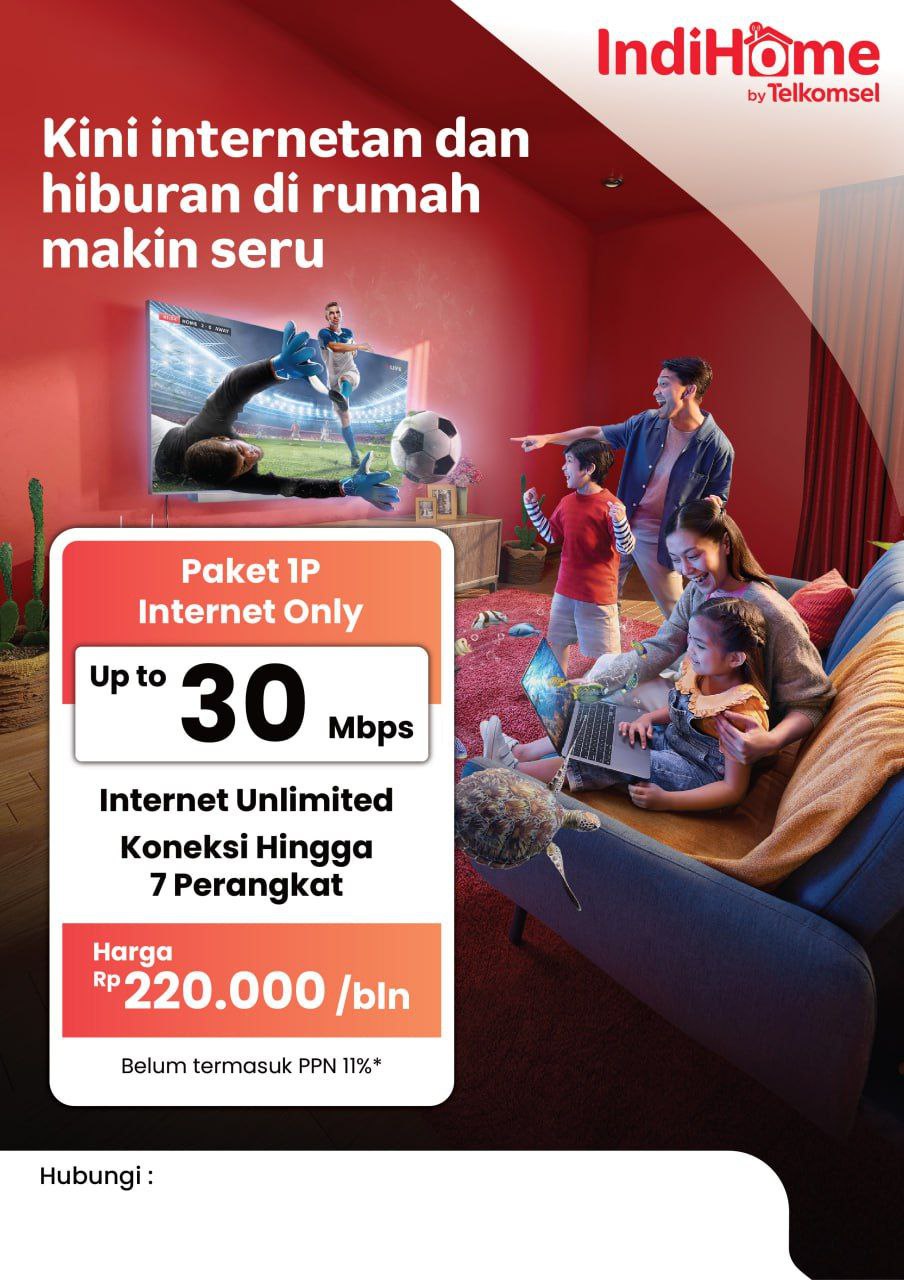 IndiHome
by Telkomsel
Kini internetan dan
hiburan di rumah
makin seru
HOME 2 - 0 AWAY
LIVE
Paket 1P
Internet Only
Up to 30 Mbps
Internet Unlimited
Koneksi Hingga
7 Perangkat
Harga
Rp 220.000 /bln
Belum termasuk PPN 11%*
Hubungi :